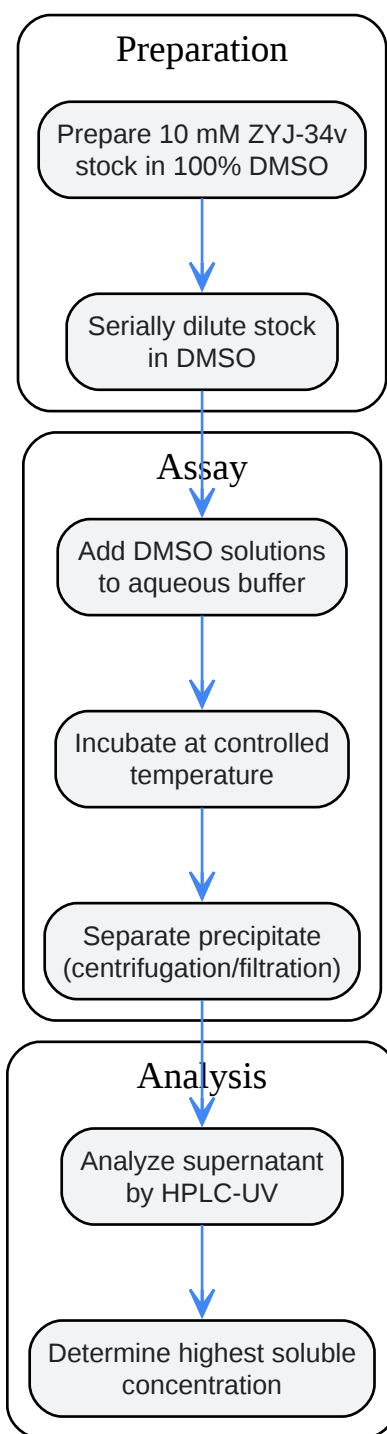 Preparation
Prepare 10 mM ZYJ-34v
stock in 100% DMSO
Serially dilute stock
in DMSO
Assay
Add DMSO solutions
to aqueous buffer
Incubate at controlled
temperature
Separate precipitate
(centrifugation/filtration)
Analysis
Analyze supernatant
by HPLC-UV
Determine highest soluble
concentration